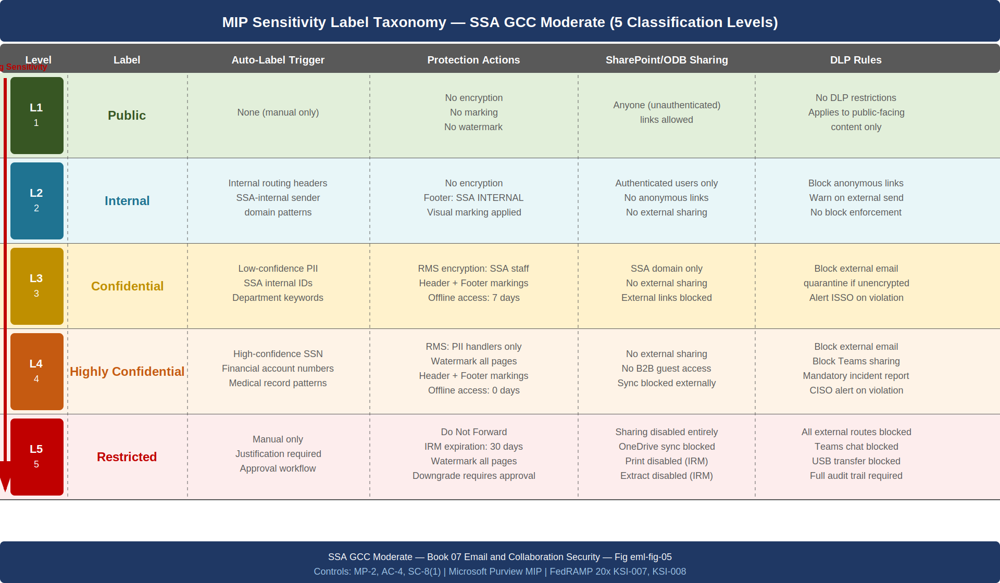 MIP Sensitivity Label Taxonomy — SSA GCC Moderate (5 Classification Levels)
Level
Label
Auto-Label Trigger
Protection Actions
SharePoint/ODB Sharing
DLP Rules
g Sensitivity
L1
1
Public
None (manual only)
No encryption
No marking
No watermark
Anyone (unauthenticated)
links allowed
No DLP restrictions
Applies to public-facing
content only
L2
2
Internal
Internal routing headers
SSA-internal sender
domain patterns
No encryption
Footer: SSA INTERNAL
Visual marking applied
Authenticated users only
No anonymous links
No external sharing
Block anonymous links
Warn on external send
No block enforcement
L3
3
Confidential
Low-confidence PII
SSA internal IDs
Department keywords
RMS encryption: SSA staff
Header + Footer markings
Offline access: 7 days
SSA domain only
No external sharing
External links blocked
Block external email
quarantine if unencrypted
Alert ISSO on violation
L4
4
Highly Confidential
High-confidence SSN
Financial account numbers
Medical record patterns
RMS: PII handlers only
Watermark all pages
Header + Footer markings
Offline access: 0 days
No external sharing
No B2B guest access
Sync blocked externally
Block external email
Block Teams sharing
Mandatory incident report
CISO alert on violation
L5
5
Restricted
Manual only
Justification required
Approval workflow
Do Not Forward
IRM expiration: 30 days
Watermark all pages
Downgrade requires approval
Sharing disabled entirely
OneDrive sync blocked
Print disabled (IRM)
Extract disabled (IRM)
All external routes blocked
Teams chat blocked
USB transfer blocked
Full audit trail required
SSA GCC Moderate — Book 07 Email and Collaboration Security — Fig eml-fig-05
Controls: MP-2, AC-4, SC-8(1) | Microsoft Purview MIP | FedRAMP 20x KSI-007, KSI-008